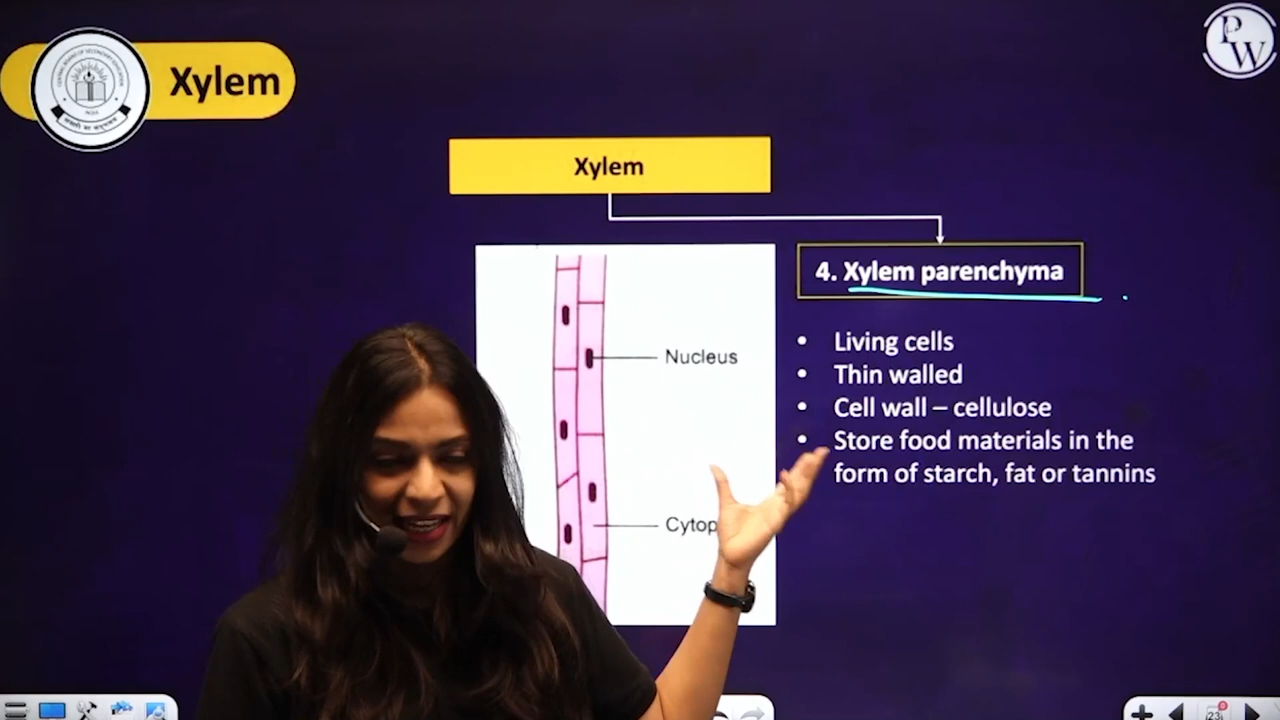 Xylem
P
W
Xylem
4. Xylem parenchyma
Nucleus
• Living cells
• Thin walled
• Cell wall – cellulose
• Store food materials in the
form of starch, fat or tannins
23